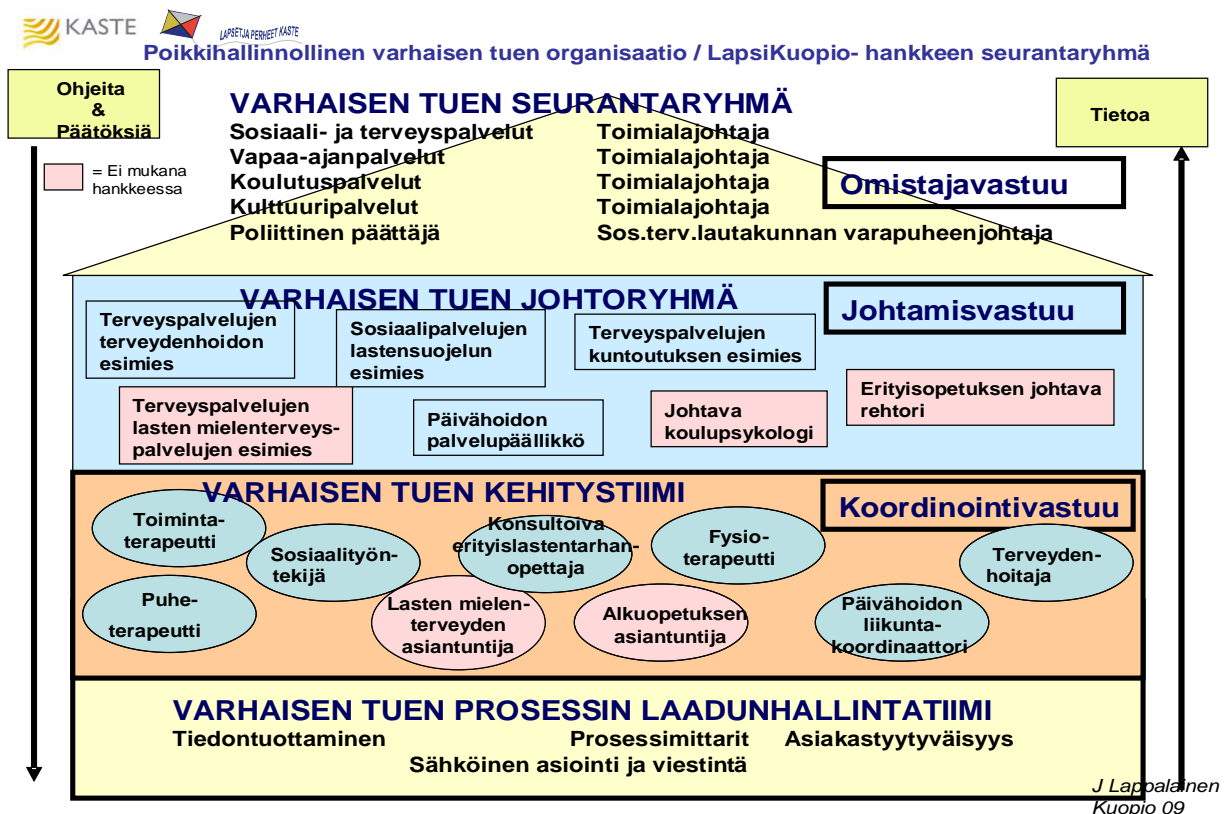 KASTE
LAPSET JA PERHEET KASTE
Poikkihallinnollinen varhaisen tuen organisaatio / LapsiKuopio- hankkeen seurantaryhmä
Ohjeita
&
Päätöksiä
= Ei mukana
hankkeessa
Tietoa
VARHAISEN TUEN SEURANTARYHMÄ
Sosiaali- ja terveyspalvelut Toimialajohtaja
Vapaa-ajanpalvelut Toimialajohtaja
Koulutuspalvelut Toimialajohtaja
Kulttuuripalvelut Toimialajohtaja
Poliittinen päättäjä Sos.terv.lautakunnan varapuheenjohtaja
Omistajavastuu
VARHAISEN TUEN JOHTORYHMÄ
Johtamisvastuu
Terveyspalvelujen
terveydenhoidon
esimies
Sosiaalipalvelujen
lastensuojelun
esimies
Terveyspalvelujen
kuntoutuksen esimies
Terveyspalvelujen
lasten mielenterveys-
palvelujen esimies
Päivähoidon
palvelupäällikkö
Johtava
koulupsykologi
Erityisopetuksen johtava
rehtori
VARHAISEN TUEN KEHITYSTIIMI
Koordinointivastuu
Toiminta-
terapeutti
Sosiaalityön-
tekijä
Konsultoiva
erityislastentarhan-
opettaja
Fysio-
terapeutti
Terveyden-
hoitaja
Puhe-
terapeutti
Lasten mielen-
terveyden
asiantuntija
Alkuopetuksen
asiantuntija
Päivähoidon
liikunta-
koordinaattori
VARHAISEN TUEN PROSESSIN LAADUNHALLINTATIIMI
Tiedontuottaminen Prosessimittarit Asiakastyytyväisyys
Sähköinen asiointi ja viestintä
J Lappalainen
Kuopio 09